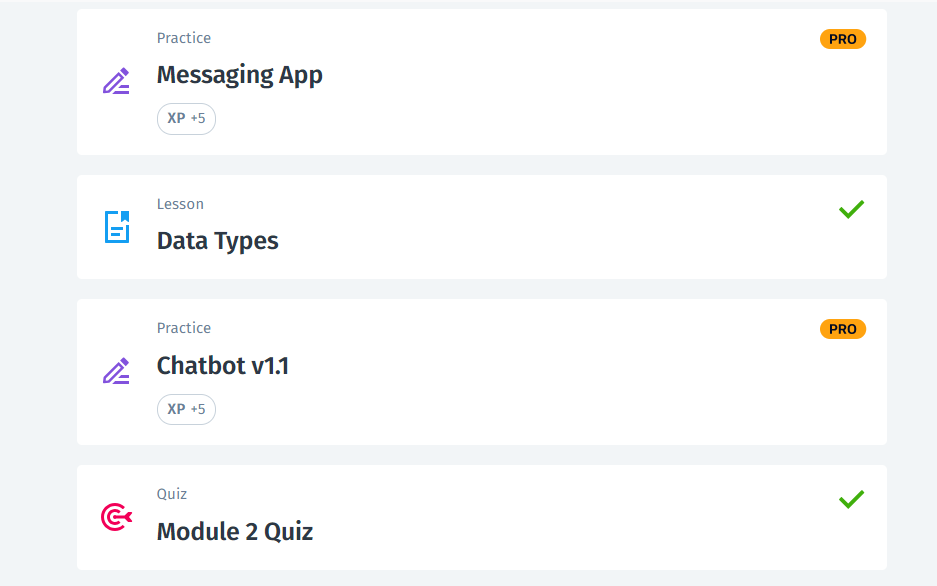 Practice
PRO
Messaging App
XP +5
Lesson
Data Types
Practice
PRO
Chatbot v1.1
XP +5
Quiz
Module 2 Quiz